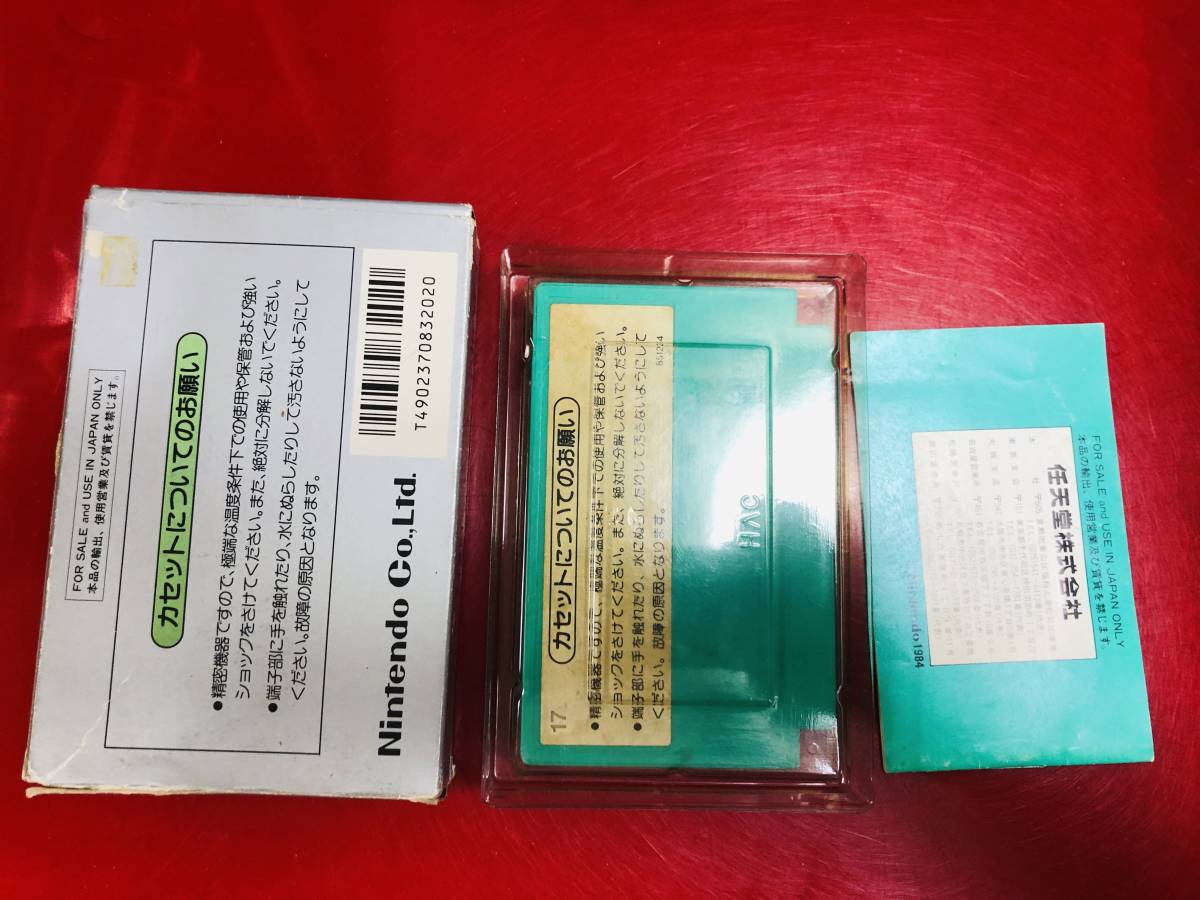 FOR SALE and USE IN JAPAN ONLY
本品の輸出、使用営業及び賃貸を禁じます。
カセットについてのお願い
●精密機器ですので、極端な温度条件下での使用や保管および強い
ショックをさけてください。また、絶対に分解しないでください。
●端子部に手を触れたり、水にぬらしたりして汚さないようにして
ください。故障の原因となります。
T4902370832020
Nintendo Co.,Ltd.
17
カセットについてのお願い
●精密機器ですので、極端な温度条件下での使用や保管および強い
ショックをさけてください。また、絶対に分解しないでください。
●端子部に手を触れたり、水にぬらしたりして汚さないようにして
ください。故障の原因となります。
HVC
FOR SALE and USE IN JAPAN ONLY
本品の輸出、使用営業及び賃貸を禁じます。
任天堂株式会社
Nintendo1984